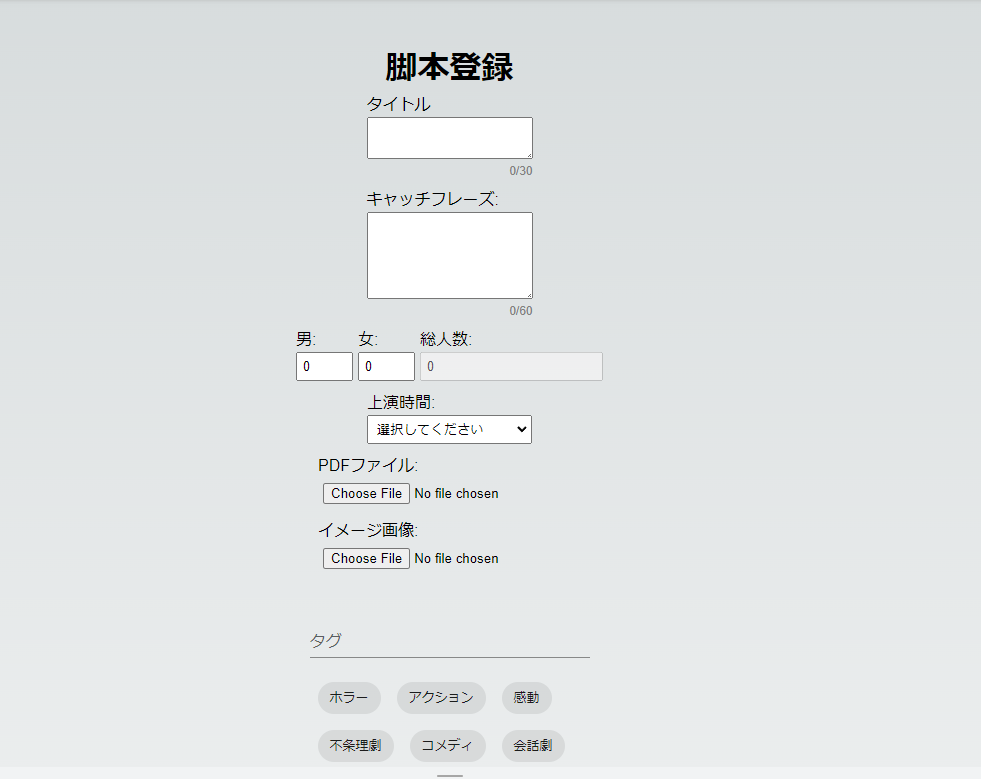 脚本登録
タイトル
0/30
キャッチフレーズ:
0/60
男: 女: 総人数:
0 0 0
上演時間:
選択してください
PDFファイル:
Choose File No file chosen
イメージ画像:
Choose File No file chosen
タグ
ホラー アクション 感動
不条理劇 コメディ 会話劇